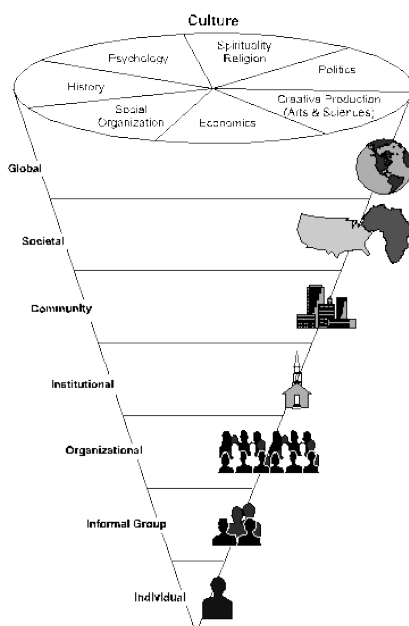 Culture
Spirituality
Religion
Psychology
Politics
History
Creative Production
(Arts & Sciences)
Social
Organization
Economics
Global
Societal
Community
Institutional
Organizational
Informal Group
Individual